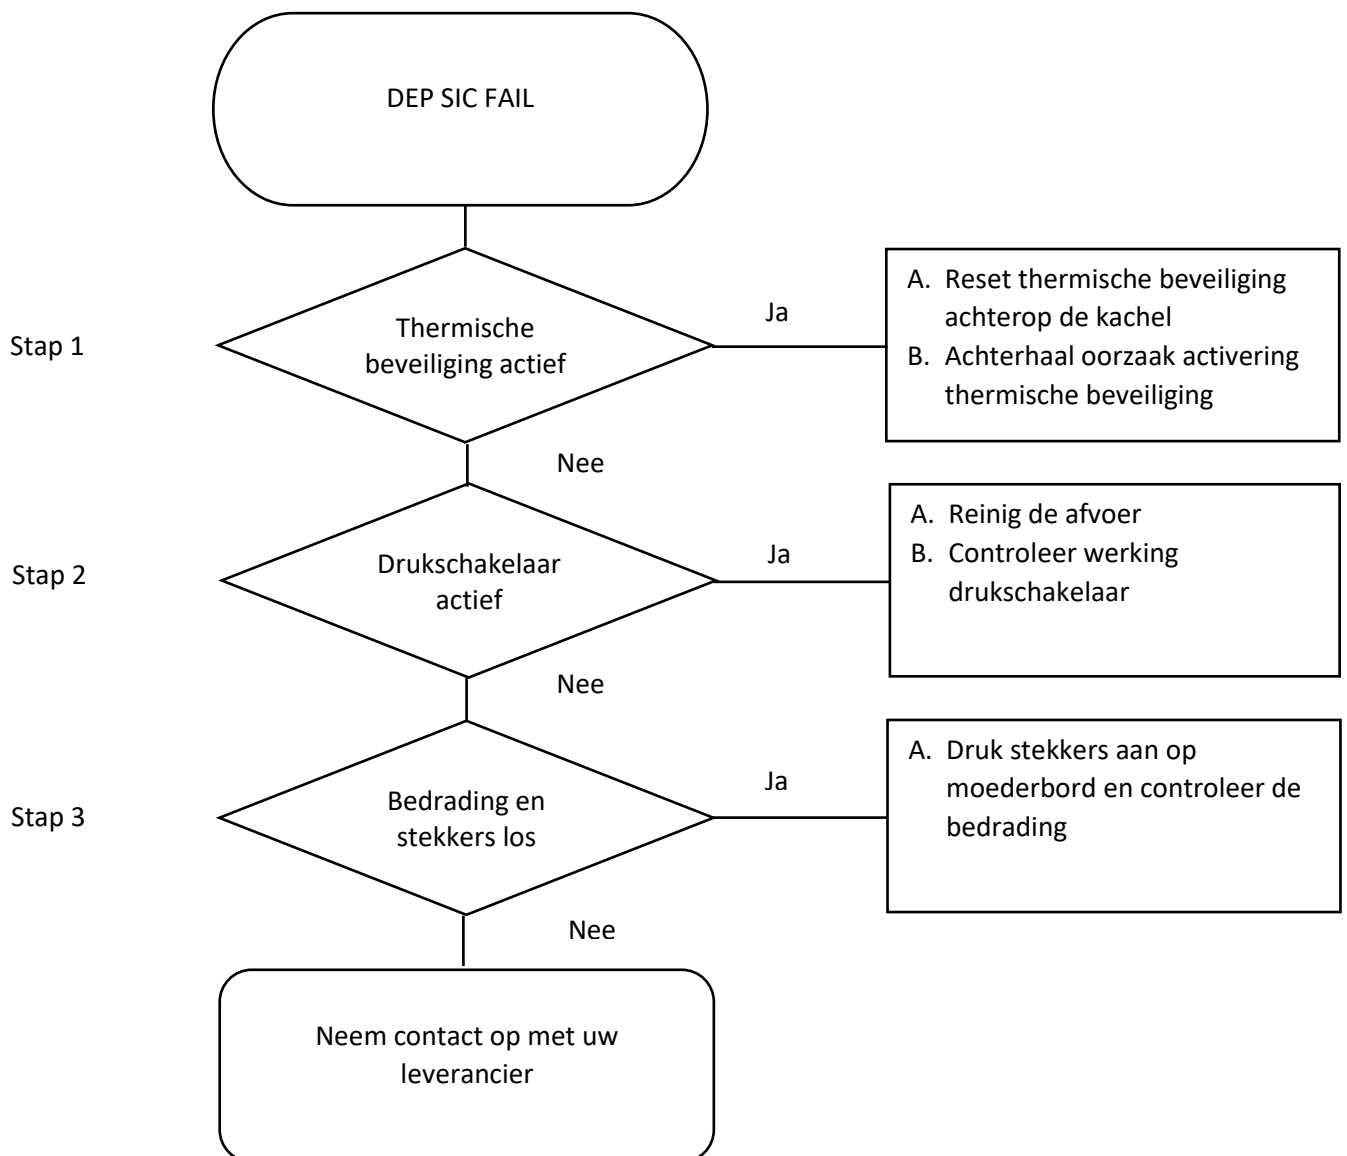 DEP SIC FAIL
Stap 1
Thermische
beveiliging actief
Ja
A. Reset thermische beveiliging
achterop de kachel
B. Achterhaal oorzaak activering
thermische beveiliging
Nee
Stap 2
Drukschakelaar
actief
Ja
A. Reinig de afvoer
B. Controleer werking
drukschakelaar
Nee
Stap 3
Bedrading en
stekkers los
Ja
A. Druk stekkers aan op
moederbord en controleer de
bedrading
Nee
Neem contact op met uw
leverancier